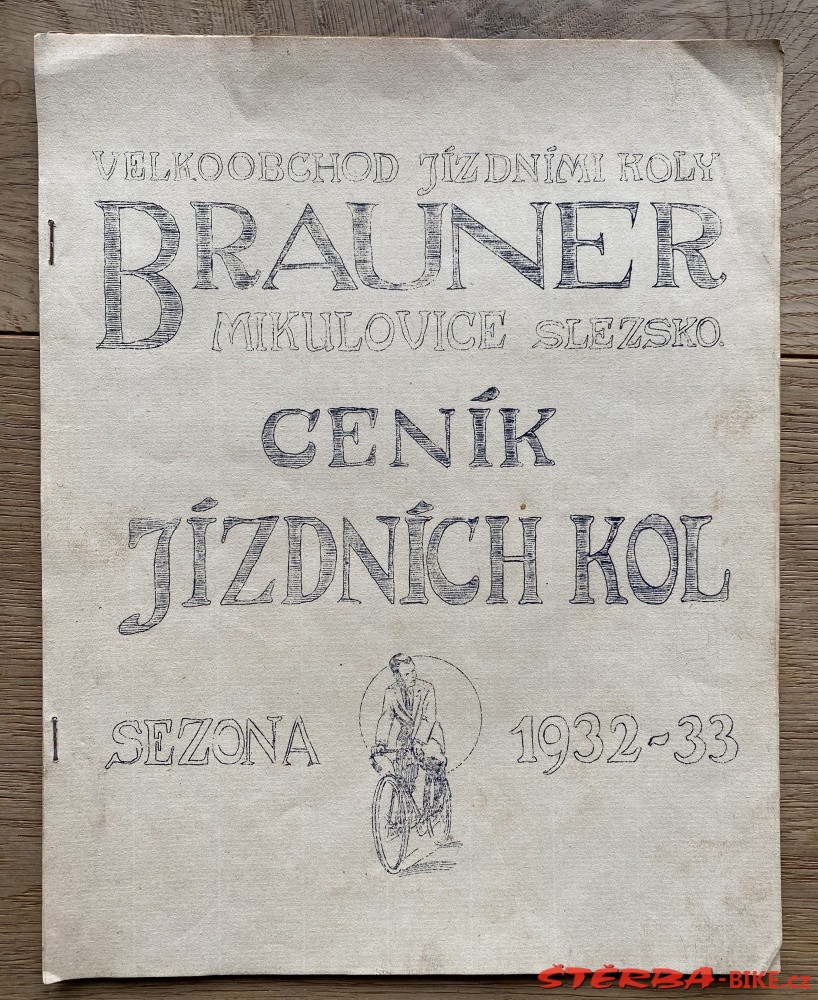 VELKOOBCHOD JÍZDNÍMI KOLY
BRAUNER
MIKULOVICE SLEZSKO.
CENÍK
JÍZDNÍCH KOL
SEZONA 1932-33
ŠTĚRBA-BIKE.cz